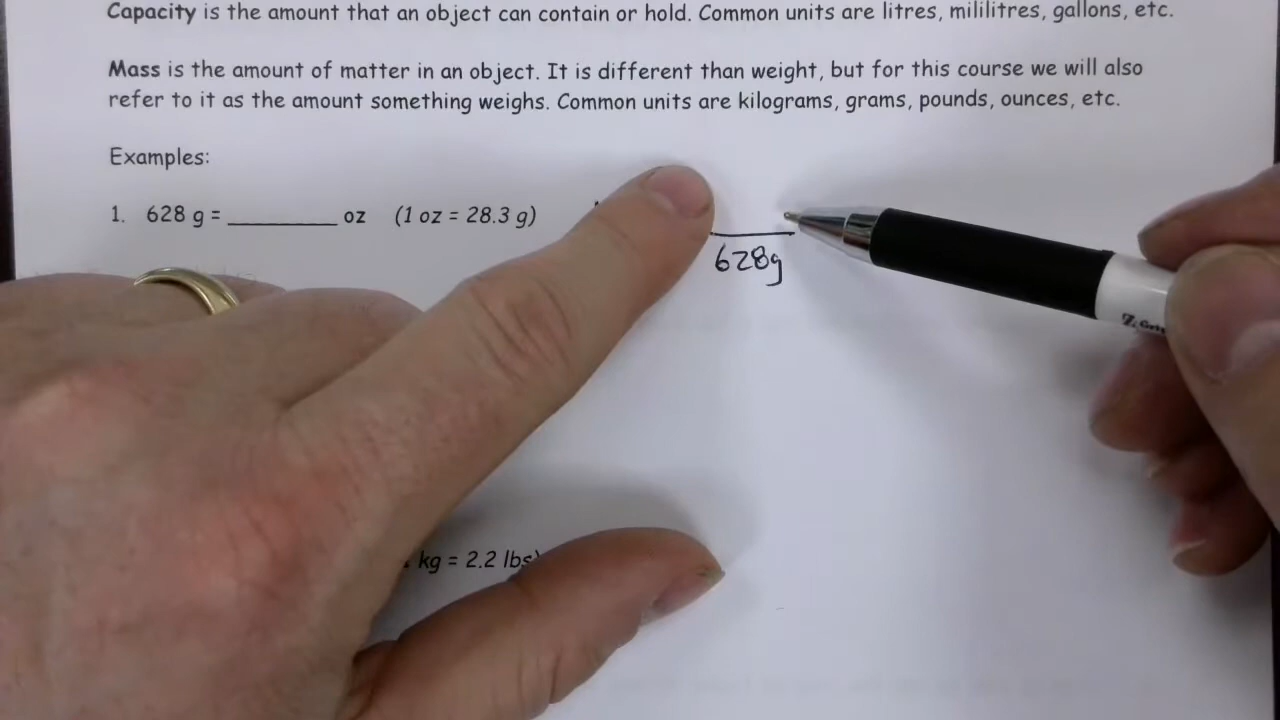 Capacity is the amount that an object can contain or hold. Common units are litres, mililitres, gallons, etc.
Mass is the amount of matter in an object. It is different than weight, but for this course we will also
refer to it as the amount something weighs. Common units are kilograms, grams, pounds, ounces, etc.
Examples:
1. 628 g = __________ oz (1 oz = 28.3 g)
628g
kg = 2.2 lbs)